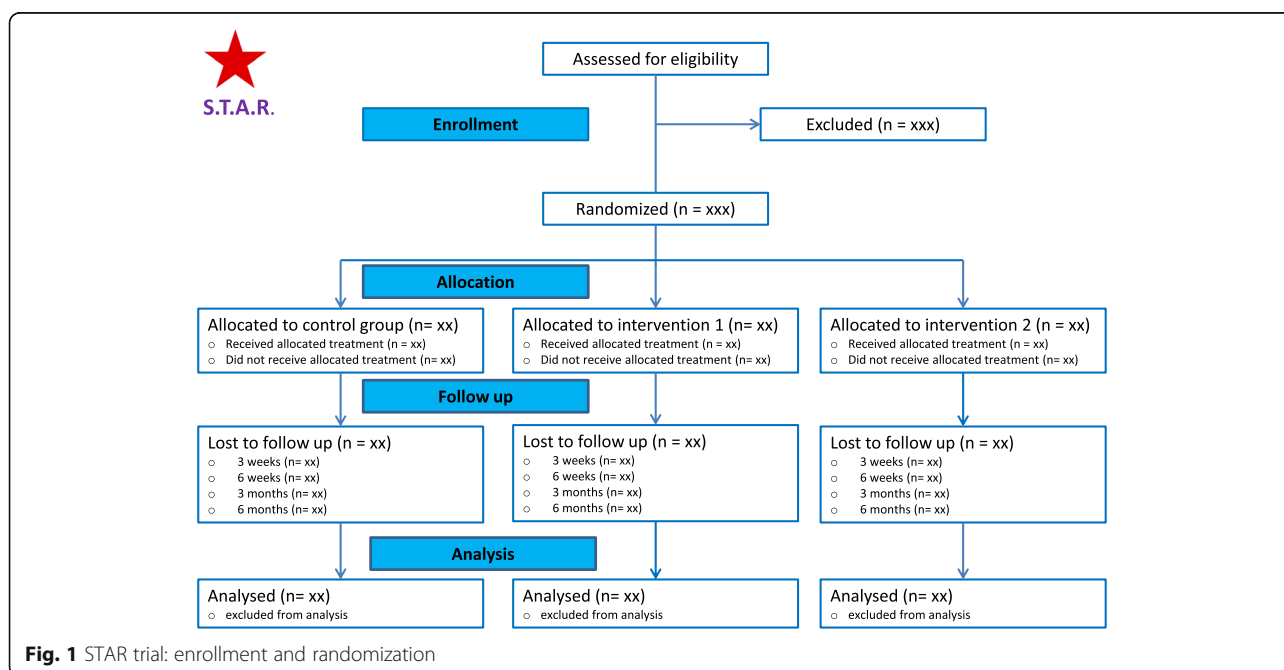 Assessed for eligibility
S.T.A.R.
Enrollment
Excluded (n = xxx)
Randomized (n = xxx)
Allocation
Allocated to control group (n= xx)
o Received allocated treatment (n = xx)
o Did not receive allocated treatment (n= xx)
Allocated to intervention 1 (n= xx)
o Received allocated treatment (n = xx)
o Did not receive allocated treatment (n= xx)
Allocated to intervention 2 (n = xx)
o Received allocated treatment (n = xx)
o Did not receive allocated treatment (n= xx)
Follow up
Lost to follow up (n = xx)
o 3 weeks (n= xx)
o 6 weeks (n= xx)
o 3 months (n= xx)
o 6 months (n= xx)
Lost to follow up (n = xx)
o 3 weeks (n= xx)
o 6 weeks (n= xx)
o 3 months (n= xx)
o 6 months (n= xx)
Lost to follow up (n = xx)
o 3 weeks (n= xx)
o 6 weeks (n= xx)
o 3 months (n= xx)
o 6 months (n= xx)
Analysis
Analysed (n= xx)
o excluded from analysis
Analysed (n= xx)
o excluded from analysis
Analysed (n= xx)
o excluded from analysis
Fig. 1 STAR trial: enrollment and randomization